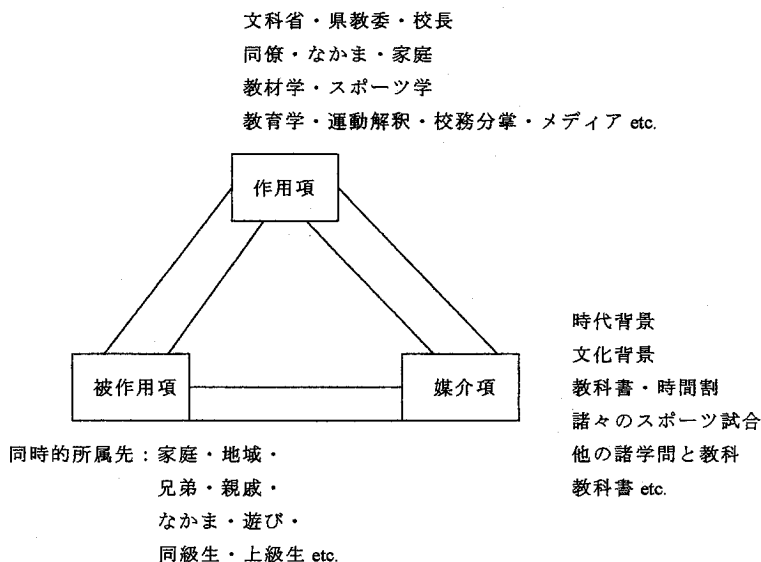 文科省・県教委・校長
同僚・なかま・家庭
教材学・スポーツ学
教育学・運動解釈・校務分掌・メディア etc.
作用項
被作用項
媒介項
時代背景
文化背景
教科書・時間割
諸々のスポーツ試合
他の諸学問と教科
教科書 etc.
同時的所属先：家庭・地域・
兄弟・親戚・
なかま・遊び・
同級生・上級生 etc.